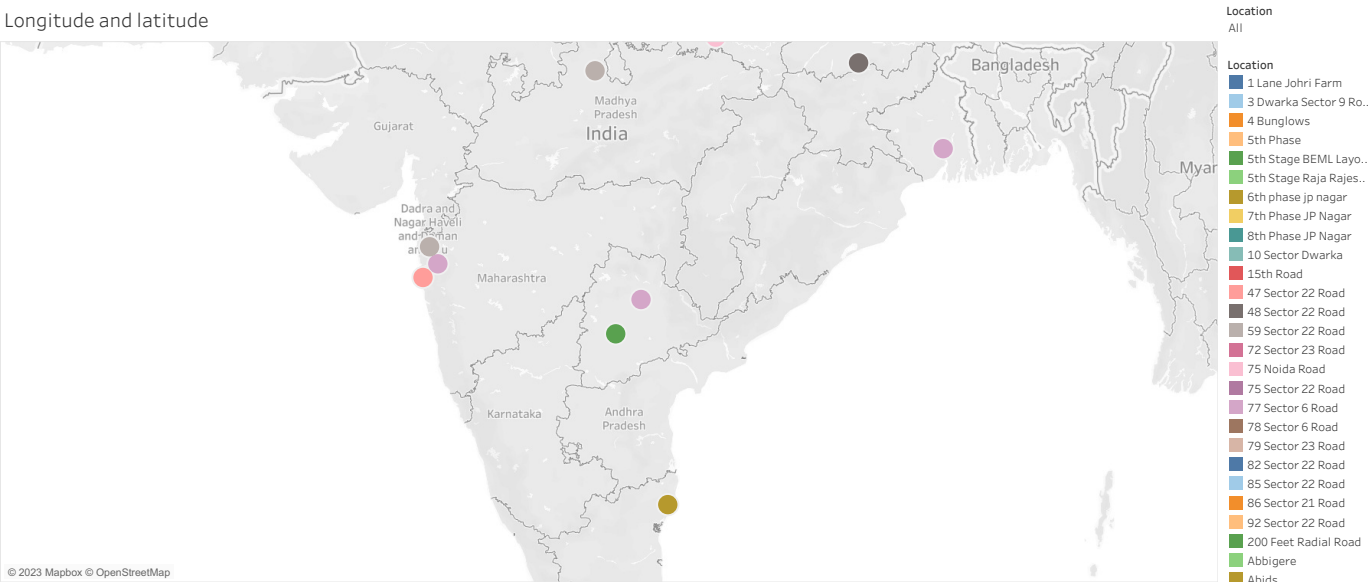 Longitude and latitude
Location
All
Location
1 Lane Johri Farm
3 Dwarka Sector 9 Ro..
4 Bunglows
5th Phase
5th Stage BEML Layo..
5th Stage Raja Rajes..
6th phase jp nagar
7th Phase JP Nagar
8th Phase JP Nagar
10 Sector Dwarka
15th Road
47 Sector 22 Road
48 Sector 22 Road
59 Sector 22 Road
72 Sector 23 Road
75 Noida Road
75 Sector 22 Road
77 Sector 6 Road
78 Sector 6 Road
79 Sector 23 Road
82 Sector 22 Road
85 Sector 22 Road
86 Sector 21 Road
92 Sector 22 Road
200 Feet Radial Road
Abbigere
Abids
Bangladesh
Madhya
Pradesh
India
Gujarat
Myar
Dadra and
Nagar Haveli
and
Maharashtra
Karnataka
Andhra
Pradesh
© 2023 Mapbox © OpenStreetMap